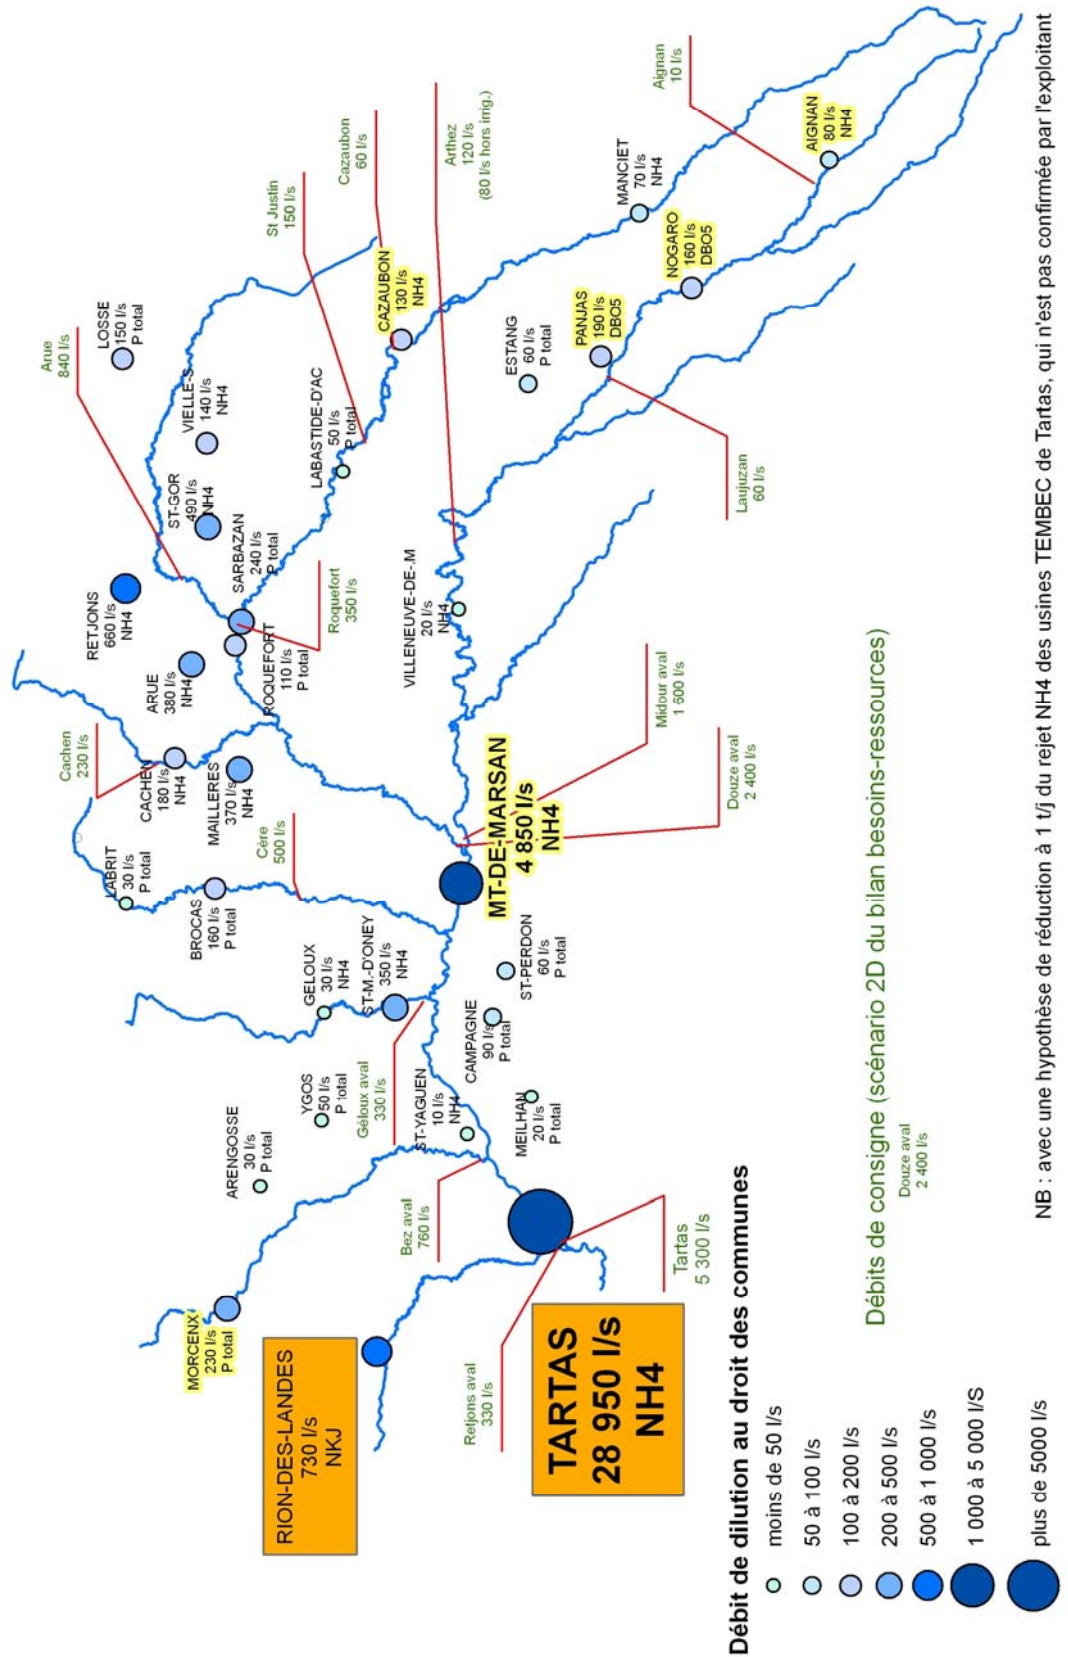 Aignan
10 l/s
AIGNAN
80 l/s
NH4
MANCIET
70 l/s
NH4
NOGARO
160 l/s
DBO5
Arthez
120 l/s
(80 l/s hors irrig.)
Cazaubon
60 l/s
St Justin
150 l/s
CAZAUBON
130 l/s
NH4
PANJAS
190 l/s
DBO5
ESTANG
60 l/s
P total
Laujuzan
60 l/s
LOSSE
150 l/s
P total
Arue
840 l/s
VIELLE-S
140 l/s
NH4
LABASTIDE-D'AC
50 l/s
P total
ST-GOR
490 l/s
NH4
SARBAZAN
240 l/s
P total
RETJONS
660 l/s
NH4
Roquefort
350 l/s
ROQUEFORT
110 l/s
P total
ARUE
380 l/s
NH4
VILLENEUVE-DE-.M
20 l/s
NH4
Cachen
230 l/s
CACHEN
180 l/s
NH4
MAILLERES
370 l/s
NH4
Midour aval
1 600 l/s
Douze aval
2 400 l/s
MT-DE-MARSAN
4 850 l/s
NH4
Cère
500 l/s
LABRIT
30 l/s
P total
BROCAS
160 l/s
P total
GELOUX
30 l/s
NH4
ST-M.-D'ONEY
350 l/s
NH4
ST-PERDON
60 l/s
P total
CAMPAGNE
90 l/s
P total
Géloux aval
330 l/s
YGOS
50 l/s
P total
ARENGOSSE
30 l/s
P total
ST-YAGUEN
10 l/s
NH4
MEILHAN
20 l/s
P total
Bez aval
760 l/s
Tartas
5 300 l/s
MORCENX
230 l/s
P total
RION-DES-LANDES
730 l/s
NKJ
Retjons aval
330 l/s
TARTAS
28 950 l/s
NH4
Débit de dilution au droit des communes
moins de 50 l/s
50 à 100 l/s
100 à 200 l/s
200 à 500 l/s
500 à 1 000 l/s
1 000 à 5 000 l/S
plus de 5000 l/s
Débits de consigne (scénario 2D du bilan besoins-ressources)
Douze aval
2 400 l/s
NB : avec une hypothèse de réduction à 1 t/j du rejet NH4 des usines TEMBEC de Tartas, qui n'est pas confirmée par l'exploitant